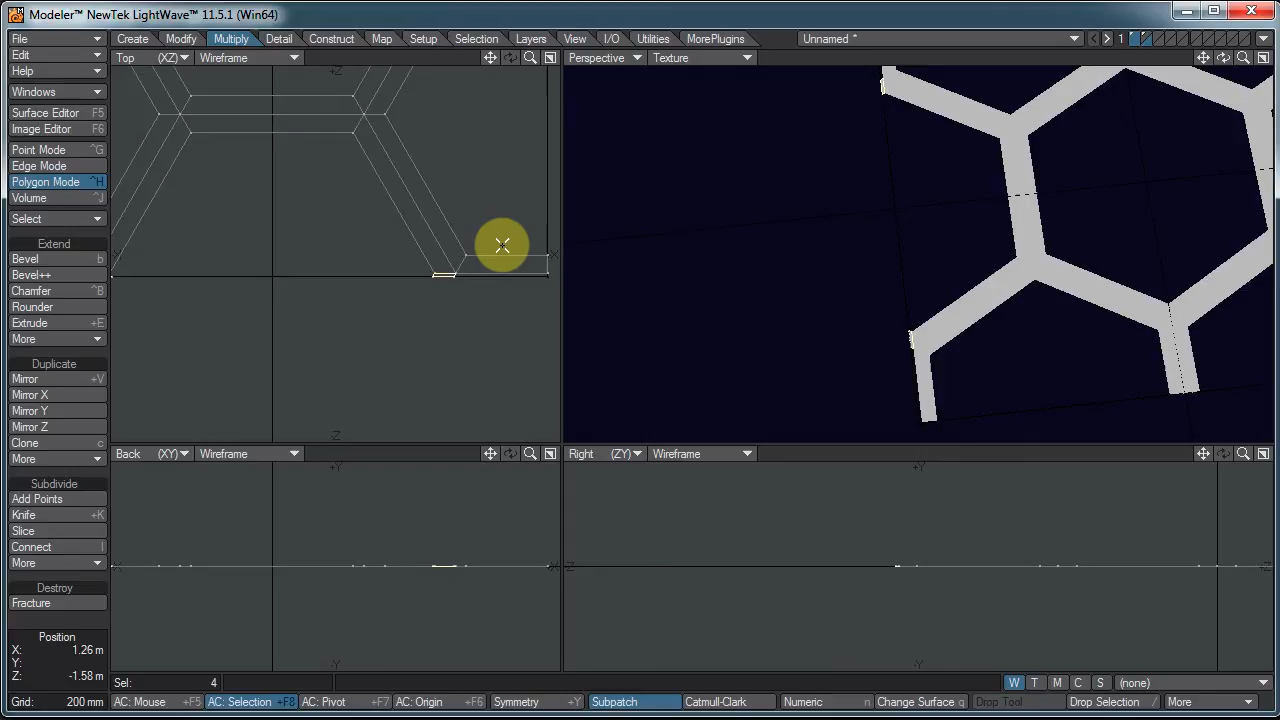 Modeler™ NewTek LightWave™ 11.5.1 (Win64)
File Create Modify Multiply Detail Construct Map Setup Selection Layers View I/O Utilities MorePlugins Unnamed * 1
Edit
Help
Windows
Surface Editor F5
Image Editor F6
Point Mode ^G
Edge Mode
Polygon Mode ^H
Volume ^J
Select
Extend
Bevel b
Bevel++
Chamfer ^B
Rounder
Extrude +E
More
Duplicate
Mirror +V
Mirror X
Mirror Y
Mirror Z
Clone c
More
Subdivide
Add Points
Knife +K
Slice
Connect l
More
Destroy
Fracture
Position
X: 1.26 m
Y:
Z: -1.58 m
Grid: 200 mm
Top (XZ) Wireframe
+Z
X
-Z
Perspective Texture
Back (XY) Wireframe
+Y
-X
-Y
Right (ZY) Wireframe
+Y
-Z
-Y
Sel: 4 W T M C S (none)
AC: Mouse +F5 AC: Selection +F8 AC: Pivot +F7 AC: Origin +F6 Symmetry +Y Subpatch Catmull-Clark Numeric n Change Surface q Drop Tool Drop Selection / More